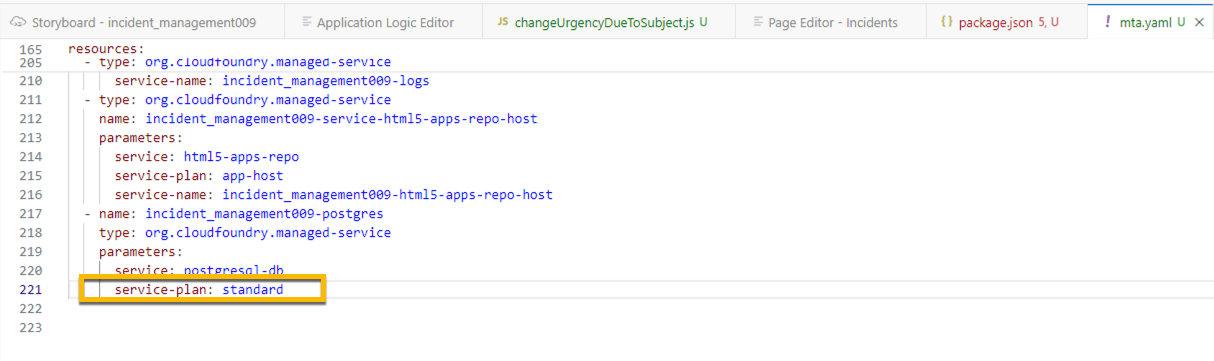 Storyboard - incident_management009
Application Logic Editor
JS changeUrgencyDueToSubject.js U
Page Editor - Incidents
{} package.json 5, U
! mta.yaml U ×
165 resources:
205 - type: org.cloudfoundry.managed-service
210 service-name: incident_management009-logs
211 - type: org.cloudfoundry.managed-service
212 name: incident_management009-service-html5-apps-repo-host
213 parameters:
214 service: html5-apps-repo
215 service-plan: app-host
216 service-name: incident_management009-html5-apps-repo-host
217 - name: incident_management009-postgres
218 type: org.cloudfoundry.managed-service
219 parameters:
220 service: postgresql-db
221 service-plan: standard
222
223